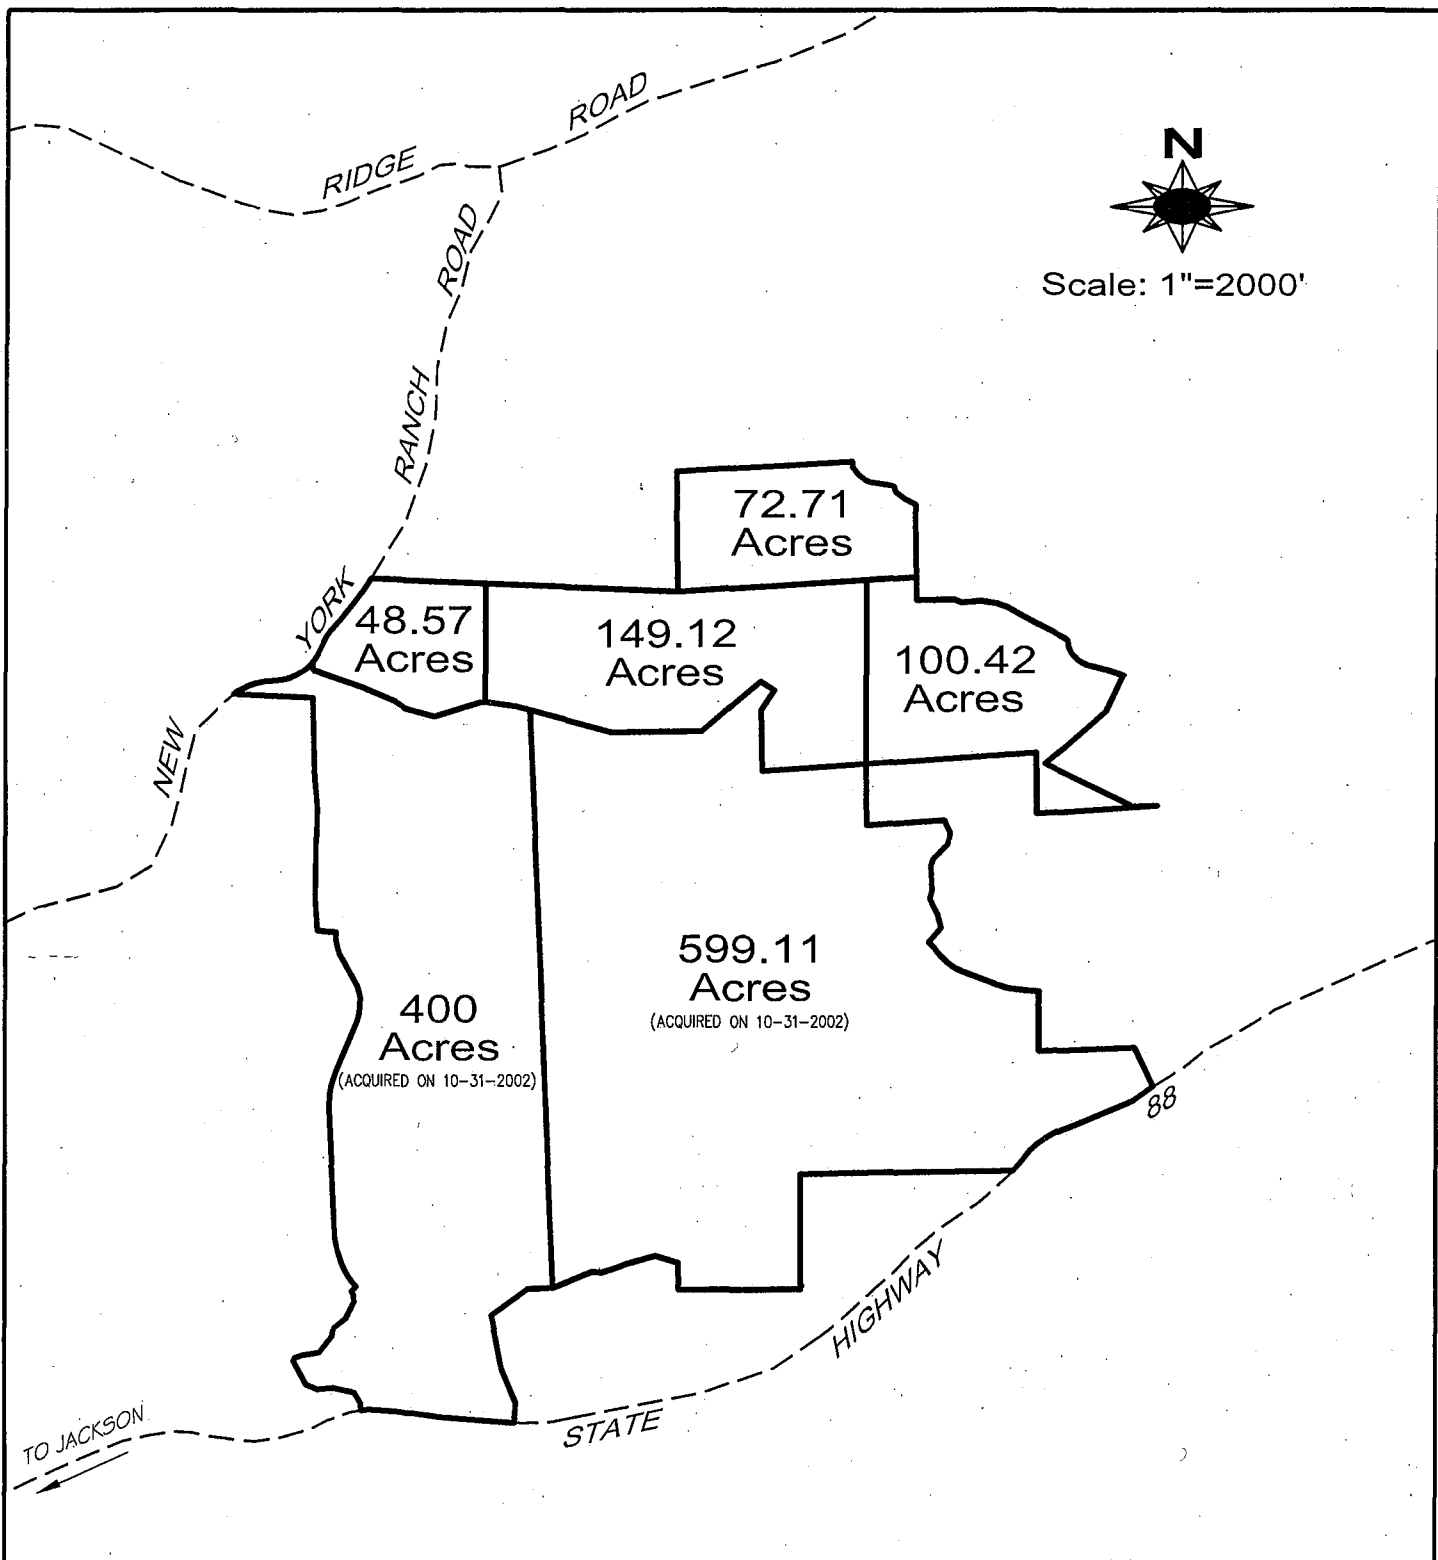 RIDGE ROAD
N
Scale: 1"=2000'
NEW YORK RANCH ROAD
72.71
Acres
48.57
Acres
149.12
Acres
100.42
Acres
599.11
Acres
(ACQUIRED ON 10-31-2002)
400
Acres
(ACQUIRED ON 10-31-2002)
STATE HIGHWAY 88
TO JACKSON